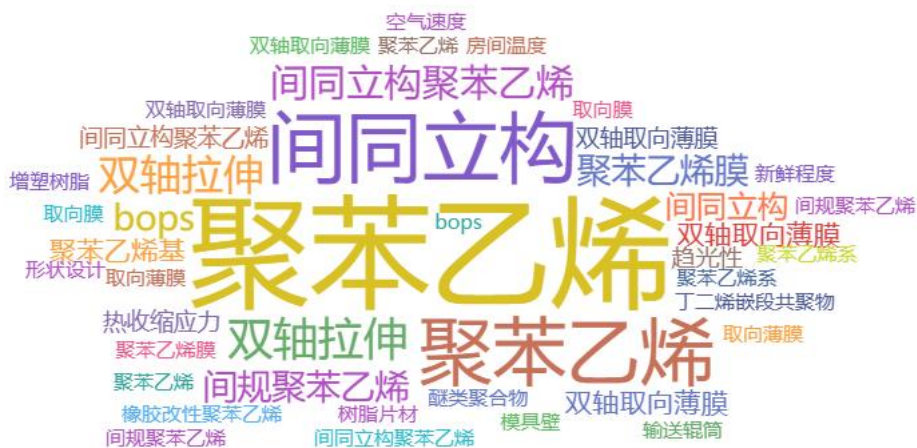 空气速度
双轴取向薄膜 聚苯乙烯 房间温度
间同立构聚苯乙烯
双轴取向薄膜 取向膜
间同立构聚苯乙烯 间同立构 双轴取向薄膜
增塑树脂 双轴拉伸 聚苯乙烯膜 新鲜程度
取向膜 bops 聚苯乙烯 bops 间同立构 间规聚苯乙烯
双轴取向薄膜
聚苯乙烯基 趋光性 聚苯乙烯系
形状设计 取向薄膜 聚苯乙烯系
丁二烯嵌段共聚物
热收缩应力 双轴拉伸 聚苯乙烯 取向薄膜
聚苯乙烯膜
聚苯乙烯 间规聚苯乙烯 醚类聚合物 双轴取向薄膜
橡胶改性聚苯乙烯 树脂片材 模具壁 输送辊筒
间规聚苯乙烯 间同立构聚苯乙烯